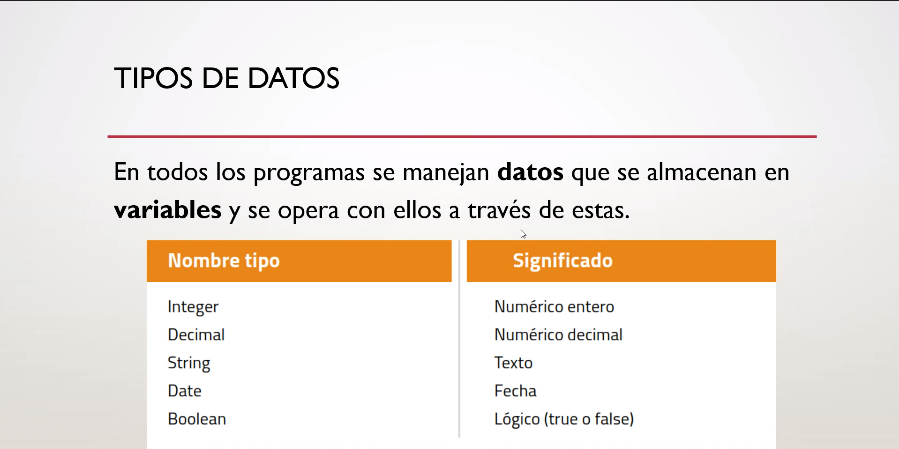 TIPOS DE DATOS
En todos los programas se manejan datos que se almacenan en
variables y se opera con ellos a través de estas.
Nombre tipo Significado
Integer Numérico entero
Decimal Numérico decimal
String Texto
Date Fecha
Boolean Lógico (true o false)